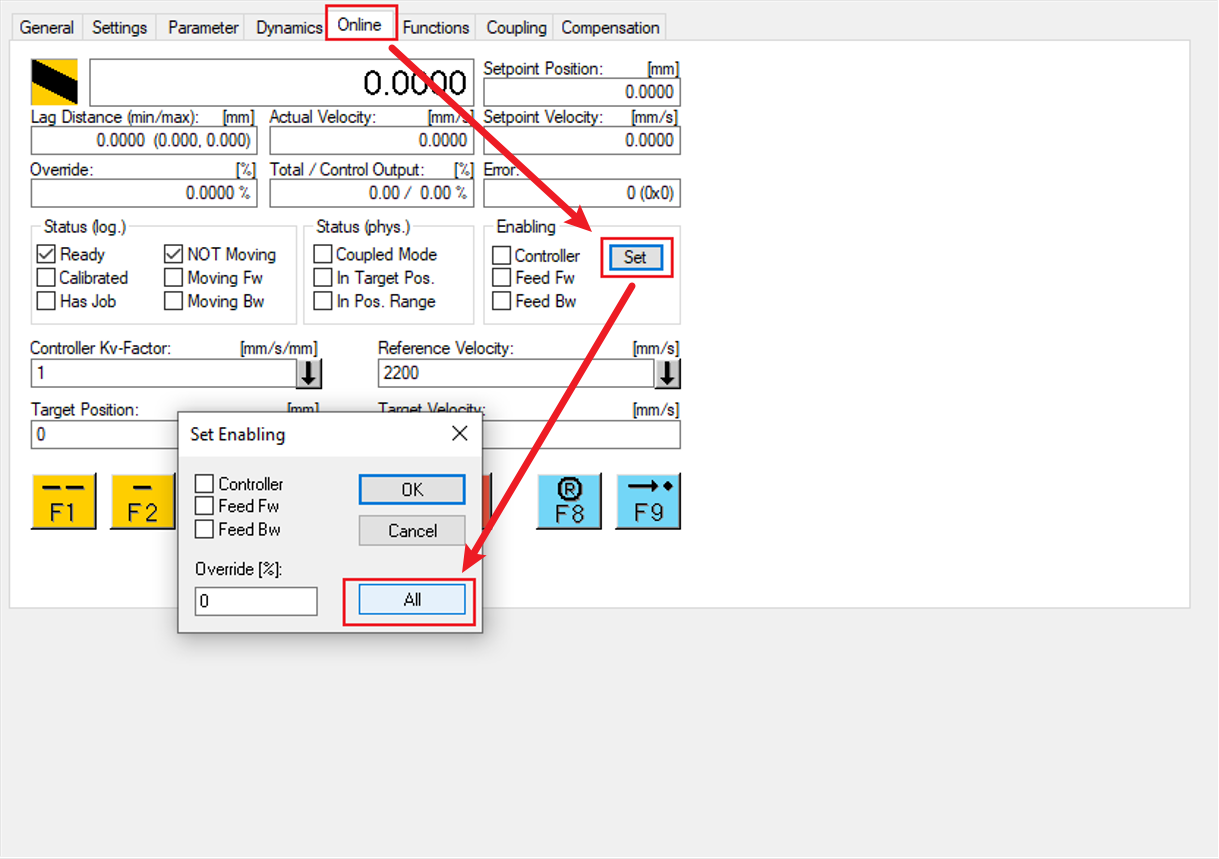 General Settings Parameter Dynamics Online Functions Coupling Compensation
0.0000
Setpoint Position: [mm]
0.0000
Lag Distance (min/max): [mm] Actual Velocity: [mm/s] Setpoint Velocity: [mm/s]
0.0000 (0.000, 0.000) 0.0000 0.0000
Override: [%] Total / Control Output: [%] Error:
0.0000 % 0.00 / 0.00 % 0 (0x0)
Status (log.) Status (phys.) Enabling
Ready NOT Moving Coupled Mode Controller Set
Calibrated Moving Fw In Target Pos. Feed Fw
Has Job Moving Bw In Pos. Range Feed Bw
Controller Kv-Factor: [mm/s/mm] Reference Velocity: [mm/s]
1 2200
Target Position: [mm] Target Velocity: [mm/s]
0
F1 F2 F8 F9
Set Enabling
Controller OK
Feed Fw
Feed Bw Cancel
Override [%]:
0 All